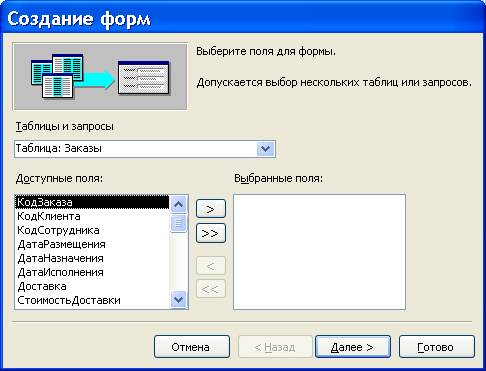 Создание форм
Выберите поля для формы.
Допускается выбор нескольких таблиц или запросов.
Таблицы и запросы
Таблица: Заказы
Доступные поля:
Выбранные поля:
КодЗаказа
КодКлиента
КодСотрудника
ДатаРазмещения
ДатаНазначения
ДатаИсполнения
Доставка
СтоимостьДоставки
>
>>
<
<<
Отмена
< Назад
Далее >
Готово